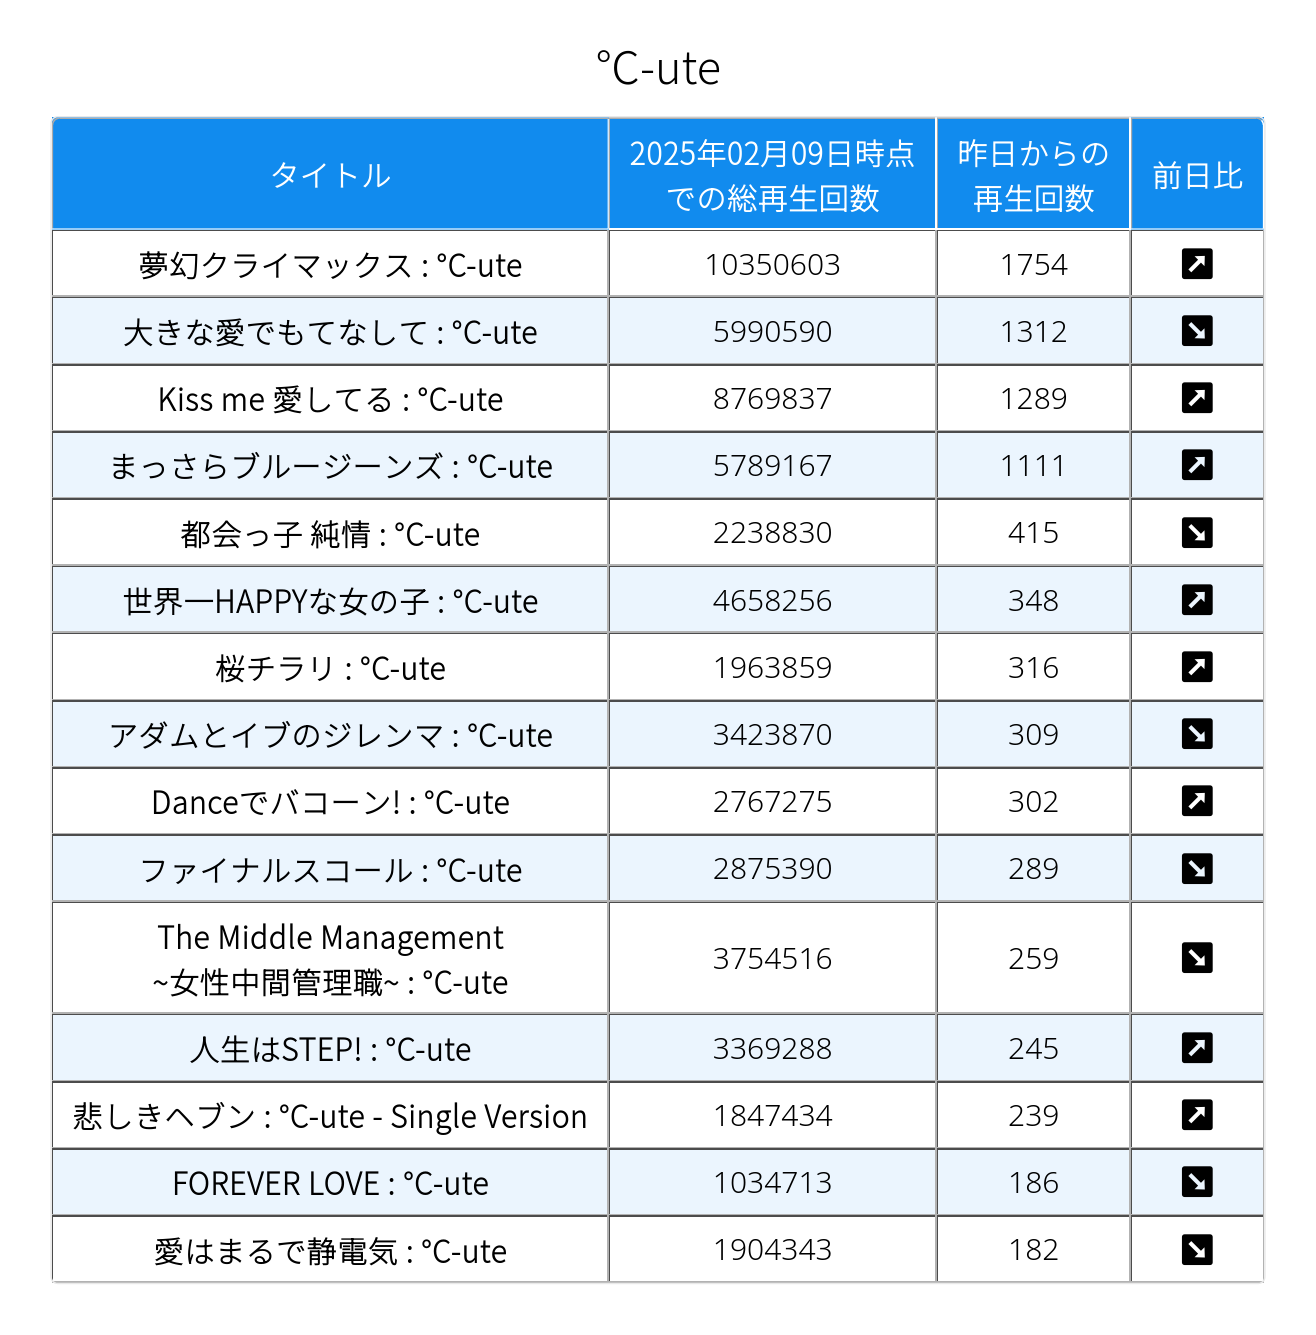 ℃-ute
タイトル
2025年02月09日時点
での総再生回数
昨日からの
再生回数
前日比
夢幻クライマックス : ℃-ute 10350603 1754
大きな愛でもてなして : ℃-ute 5990590 1312
Kiss me 愛してる : ℃-ute 8769837 1289
まっさらブルージーンズ : ℃-ute 5789167 1111
都会っ子 純情 : ℃-ute 2238830 415
世界一HAPPYな女の子 : ℃-ute 4658256 348
桜チラリ : ℃-ute 1963859 316
アダムとイブのジレンマ : ℃-ute 3423870 309
Danceでバコーン! : ℃-ute 2767275 302
ファイナルスコール : ℃-ute 2875390 289
The Middle Management
~女性中間管理職~ : ℃-ute 3754516 259
人生はSTEP! : ℃-ute 3369288 245
悲しきヘブン : ℃-ute - Single Version 1847434 239
FOREVER LOVE : ℃-ute 1034713 186
愛はまるで静電気 : ℃-ute 1904343 182